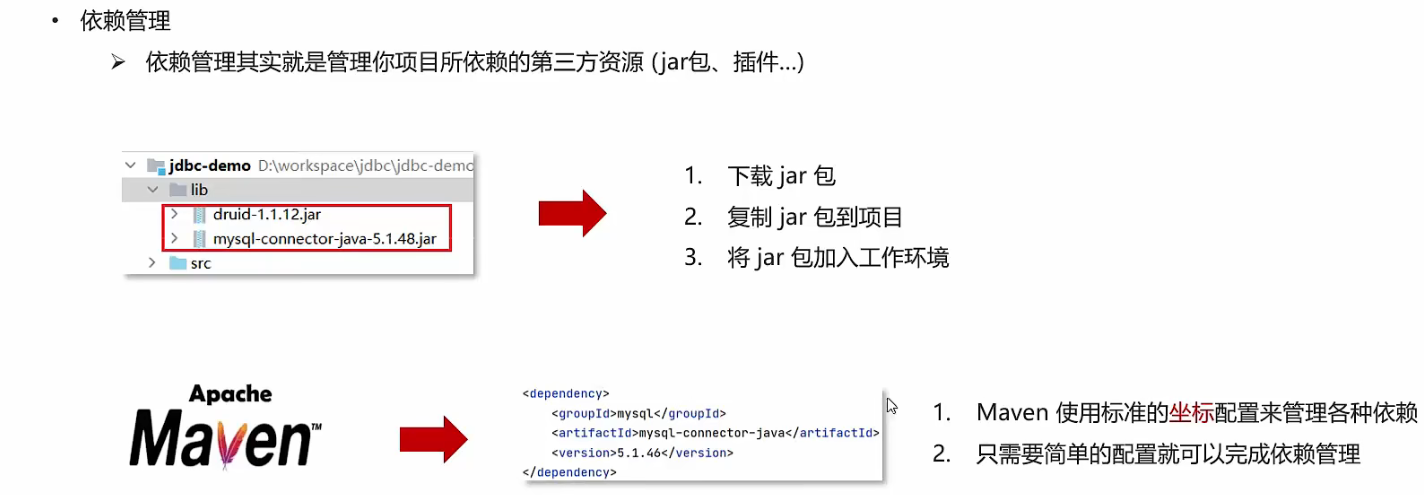 • 依赖管理
➢ 依赖管理其实就是管理你项目所依赖的第三方资源 (jar包、插件...)
jdbc-demo D:\workspace\jdbc\jdbc-demo
lib
druid-1.1.12.jar
mysql-connector-java-5.1.48.jar
src
1. 下载 jar 包
2. 复制 jar 包到项目
3. 将 jar 包加入工作环境
Apache
Maven™
<dependency>
<groupId>mysql</groupId>
<artifactId>mysql-connector-java</artifactId>
<version>5.1.46</version>
</dependency>
1. Maven 使用标准的坐标配置来管理各种依赖
2. 只需要简单的配置就可以完成依赖管理